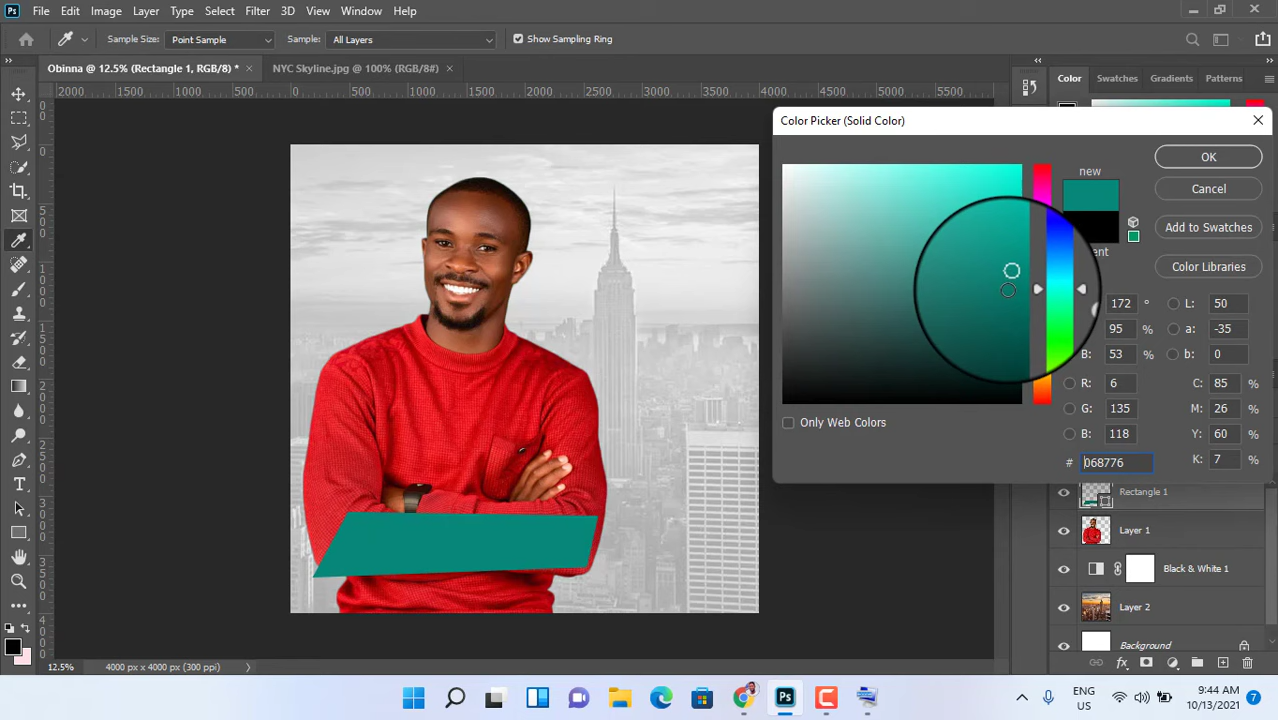 Ps File Edit Image Layer Type Select Filter 3D View Window Help
Sample Size: Point Sample Sample: All Layers Show Sampling Ring
Obinna @ 12.5% (Rectangle 1, RGB/8) * × NYC Skyline.jpg @ 100% (RGB/8#) ×
Color Swatches Gradients Patterns
2000 1500 1000 500 0 500 1000 1500 2000 2500 3000 3500 4000 4500 5000 5500
Color Picker (Solid Color)
new
OK
Cancel
Add to Swatches
Color Libraries
172 ° L: 50
95 % a: -35
B: 53 % b: 0
R: 6 C: 85 %
G: 135 M: 26 %
B: 118 Y: 60 %
# 068776 K: 7 %
Only Web Colors
Rectangle 1
Layer 1
Black & White 1
Layer 2
Background
12.5% 4000 px x 4000 px (300 ppi)
fx
Ps
ENG
US
9:44 AM
10/13/2021
7